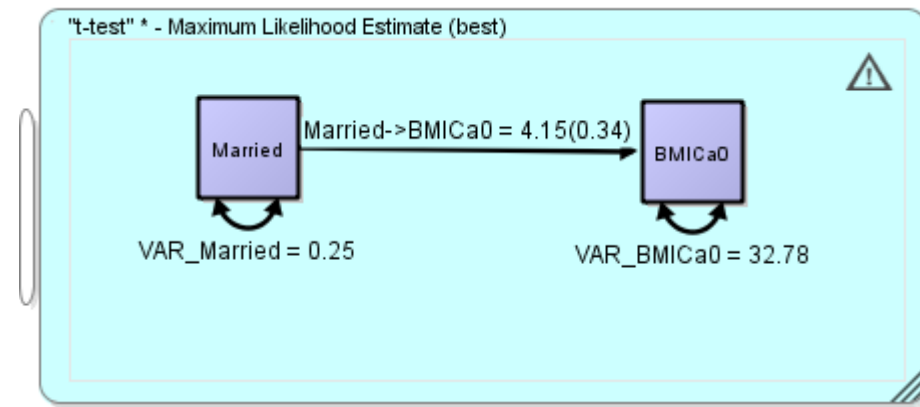 "t-test" * - Maximum Likelihood Estimate (best)
Married->BMICa0 = 4.15(0.34)
Married
BMICa0
VAR_Married = 0.25
VAR_BMICa0 = 32.78